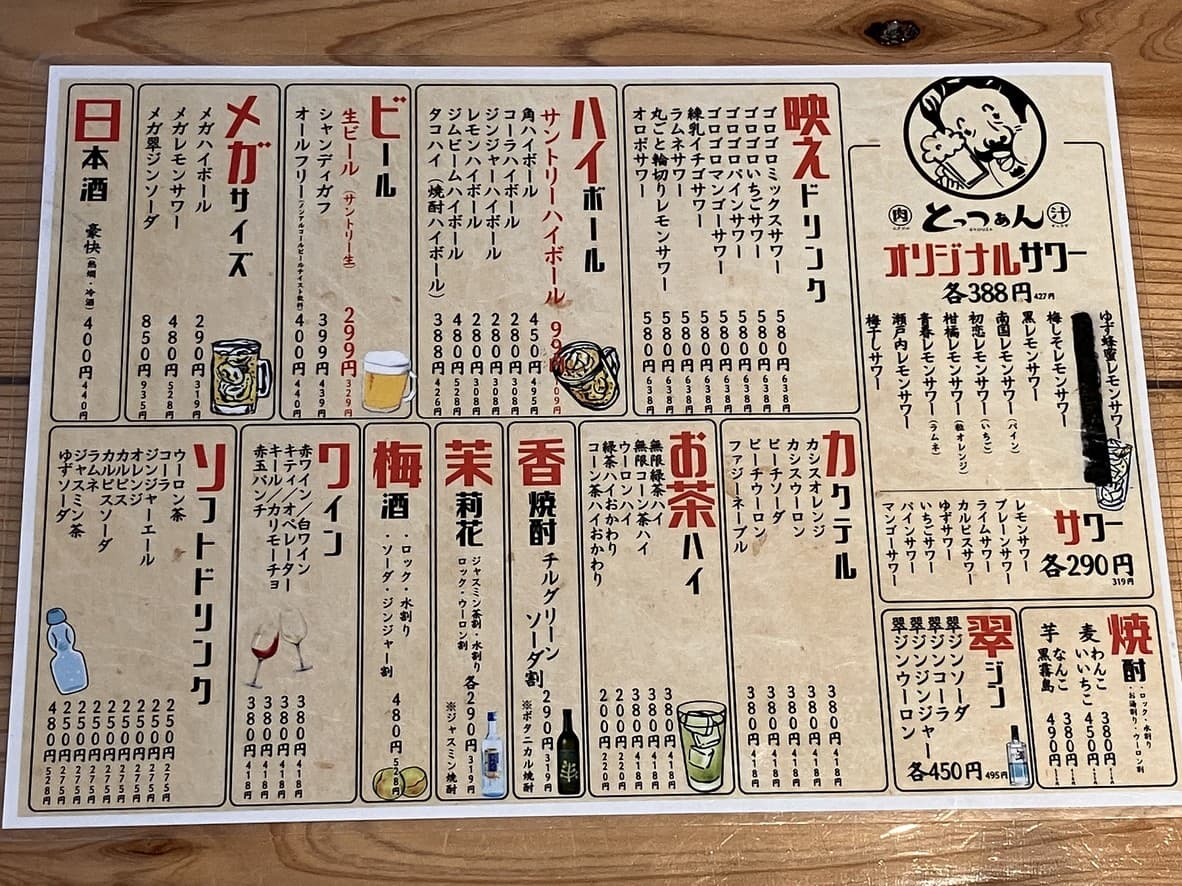 肉
とっつぁん
汁
GYOUZA
オリジナルサワー
各388円 427円
ゆず蜂蜜レモンサワー
梅しそレモンサワー
黒レモンサワー
南国レモンサワー(パイン)
初恋レモンサワー(いちご)
柑橘レモンサワー(粒オレンジ)
青春レモンサワー(ラムネ)
瀬戸内レモンサワー
梅干しサワー
サワー
各290円
319円
レモンサワー
プレーンサワー
ライムサワー
カルピスサワー
ゆずサワー
いちごサワー
パインサワー
マンゴーサワー
焼酎
・ロック・水割り
・お湯割り・ウーロン割
麦 わんこ 380円
いいちこ 450円
芋 なんこ 380円
黒霧島 490円
翠ジン
翠ジンソーダ
翠ジンコーラ
翠ジンジンジャー
翠ジンウーロン
各450円 495円
映えドリンク
ゴロゴロミックスサワー 580円 638円
ゴロゴロいちごサワー 580円 638円
ゴロゴロパインサワー 580円 638円
ゴロゴロマンゴーサワー 580円 638円
練乳イチゴサワー 580円 638円
ラムネサワー 580円 638円
丸ごと輪切りレモンサワー 580円 638円
オロポサワー 580円 638円
ハイボール
サントリーハイボール 99円 109円
角ハイボール 450円 495円
コーラハイボール 280円 308円
ジンジャーハイボール 280円 308円
レモンハイボール 280円 308円
ジムビームハイボール 480円 528円
タコハイ(焼酎ハイボール) 388円 426円
ビール
生ビール(サントリー生) 299円 329円
シャンディガフ 399円 439円
オールフリー(ノンアルコールビールテイスト飲料) 400円 440円
メガサイズ
メガハイボール 290円 319円
メガレモンサワー 480円 528円
メガ翠ジンソーダ 850円 935円
日本酒
豪快(熱燗・冷酒) 400円 440円
カクテル
カシスオレンジ 380円 418円
カシスウーロン 380円 418円
ピーチソーダ 380円 418円
ピーチウーロン 380円 418円
ファジーネーブル 380円 418円
お茶ハイ
無限緑茶ハイ 380円 418円
無限コーン茶ハイ 380円 418円
ウーロンハイ 380円 418円
緑茶ハイおかわり 200円 220円
コーン茶ハイおかわり 200円 220円
香焼酎
チルグリーン
ソーダ割 290円 319円
※ボタニカル焼酎
茉莉花
ジャスミン茶割・水割り
ロック・ウーロン割 各290円 319円
※ジャスミン焼酎
梅酒
・ロック・水割り
・ソーダ・ジンジャー割
480円 528円
ワイン
赤ワイン/白ワイン 380円 418円
キティ/オペレーター 380円 418円
キール/カリモーチョ 380円 418円
赤玉パンチ 380円 418円
ソフトドリンク
ウーロン茶 250円 275円
コーラ 250円 275円
ジンジャーエール 250円 275円
オレンジ 250円 275円
カルピス 250円 275円
カルピスソーダ 250円 275円
ラムネ 250円 275円
ジャスミン茶 250円 275円
ゆずソーダ 480円 528円